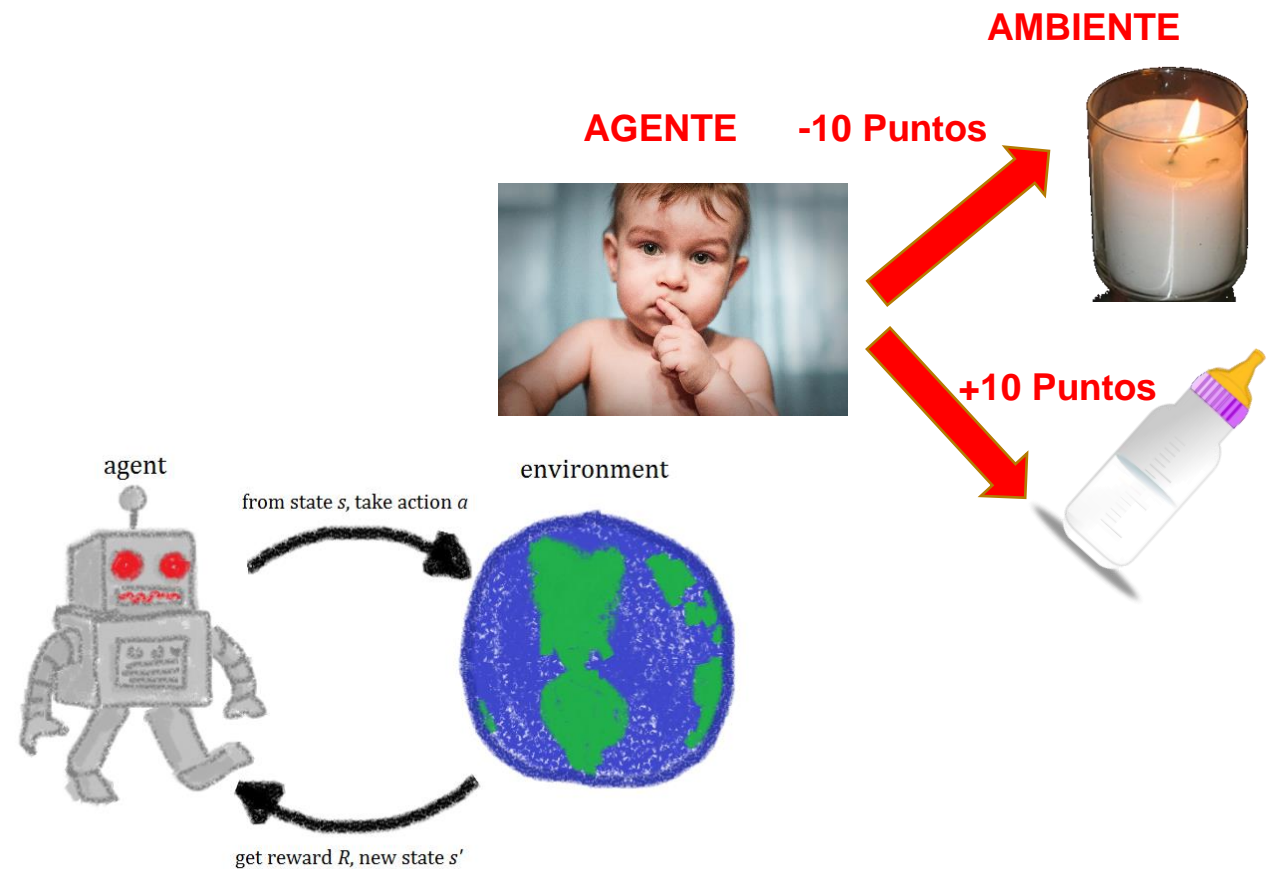 AMBIENTE
AGENTE
-10 Puntos
+10 Puntos
agent
environment
from state s, take action a
get reward R, new state s'